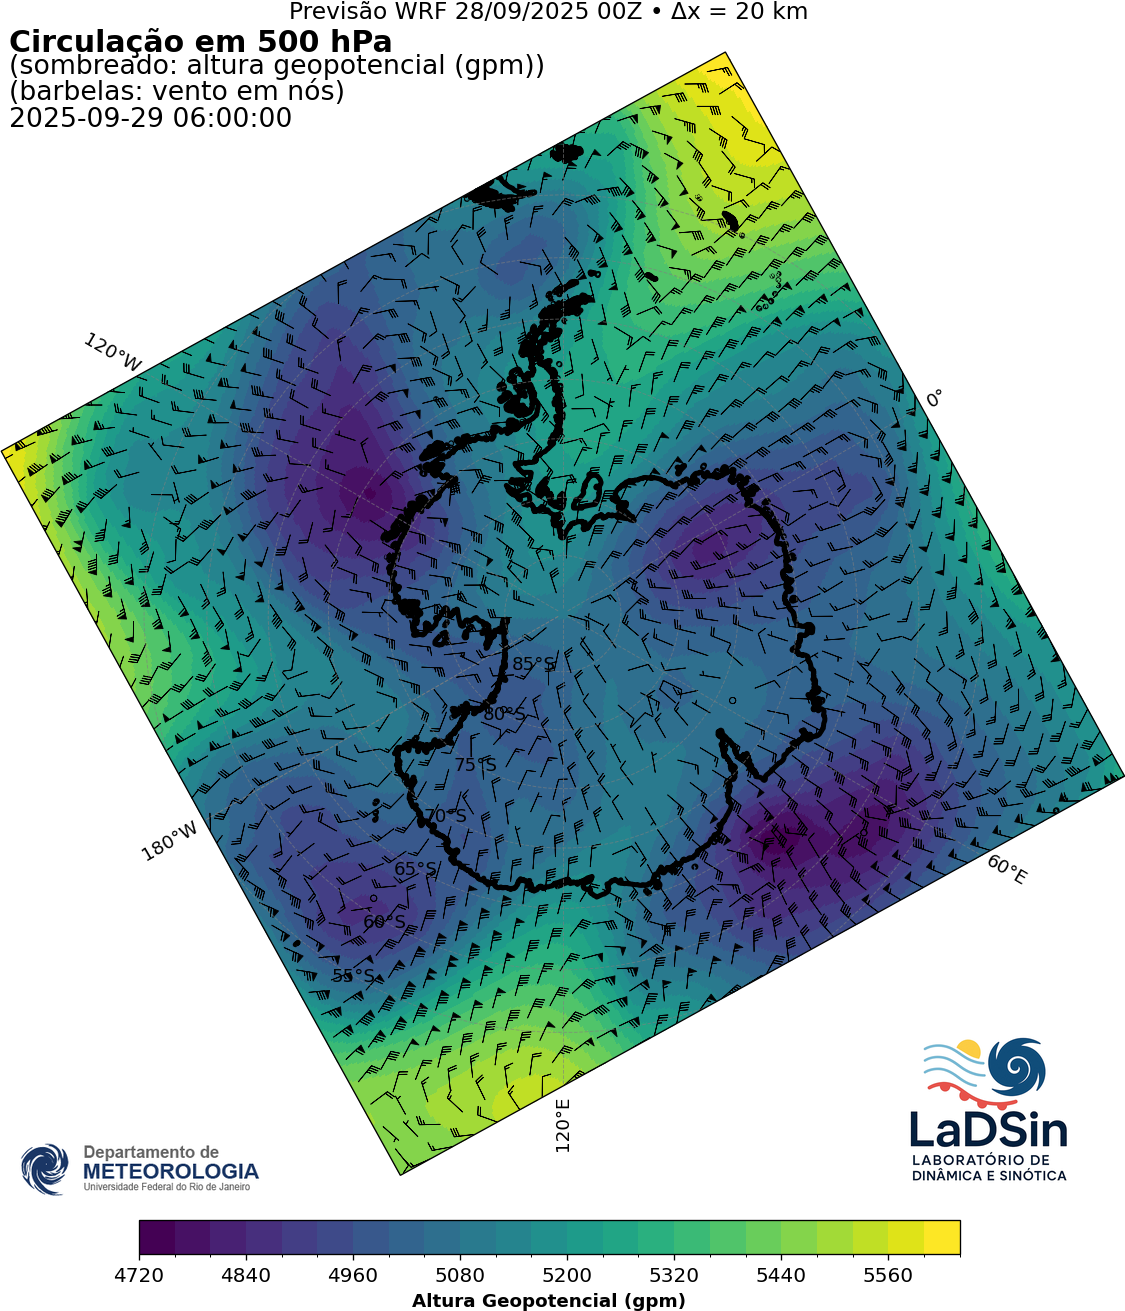 Previsão WRF 28/09/2025 00Z • Δx = 20 km
Circulação em 500 hPa
(sombreado: altura geopotencial (gpm))
(barbelas: vento em nós)
2025-09-29 06:00:00
120°W
0°
85°S
80°S
75°S
70°S
180°W
65°S
60°E
60°S
55°S
120°E
LaDSin
LABORATÓRIO DE
DINÂMICA E SINÓTICA
Departamento de
METEOROLOGIA
Universidade Federal do Rio de Janeiro
4720 4840 4960 5080 5200 5320 5440 5560
Altura Geopotencial (gpm)